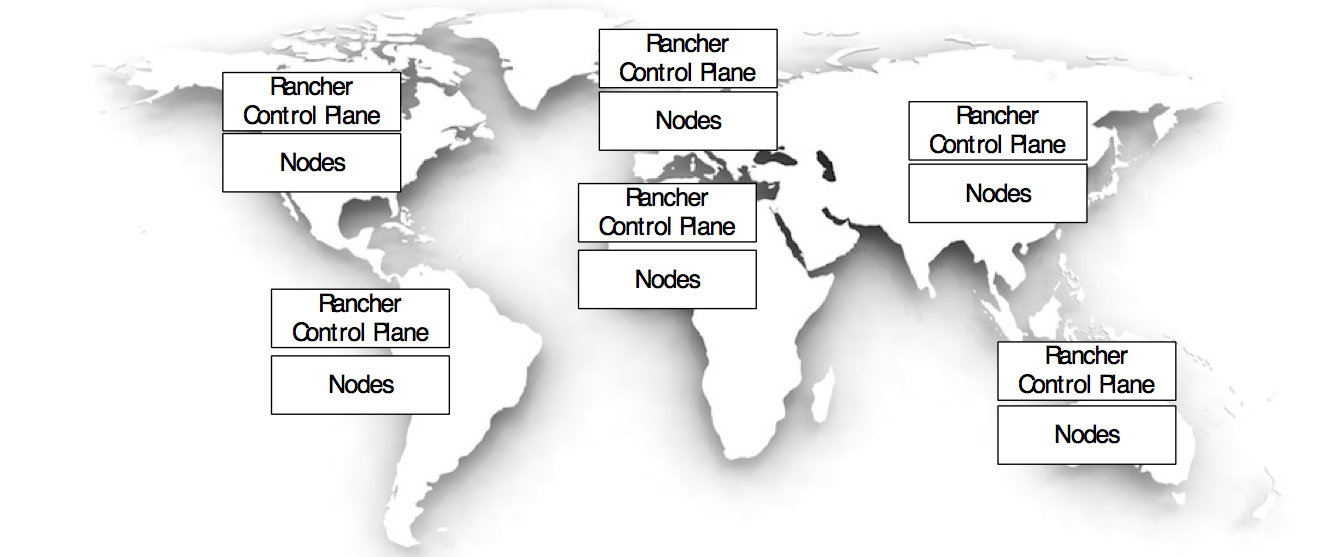 Rancher
Control Plane
Nodes
Rancher
Control Plane
Nodes
Rancher
Control Plane
Nodes
Rancher
Control Plane
Nodes
Rancher
Control Plane
Nodes
Rancher
Control Plane
Nodes